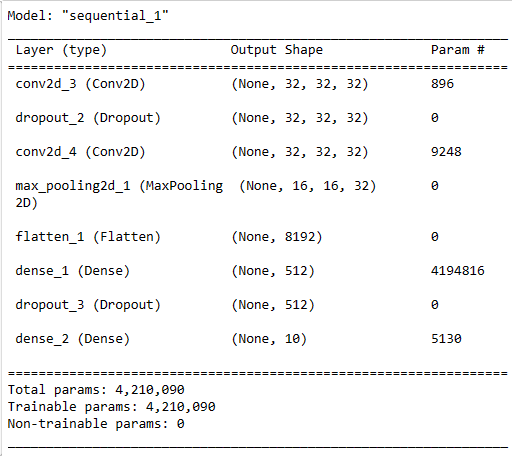 Model: "sequential_1"
_________________________________________________________________
Layer (type) Output Shape Param #
=================================================================
conv2d_3 (Conv2D) (None, 32, 32, 32) 896
dropout_2 (Dropout) (None, 32, 32, 32) 0
conv2d_4 (Conv2D) (None, 32, 32, 32) 9248
max_pooling2d_1 (MaxPooling (None, 16, 16, 32) 0
2D)
flatten_1 (Flatten) (None, 8192) 0
dense_1 (Dense) (None, 512) 4194816
dropout_3 (Dropout) (None, 512) 0
dense_2 (Dense) (None, 10) 5130
=================================================================
Total params: 4,210,090
Trainable params: 4,210,090
Non-trainable params: 0
_________________________________________________________________